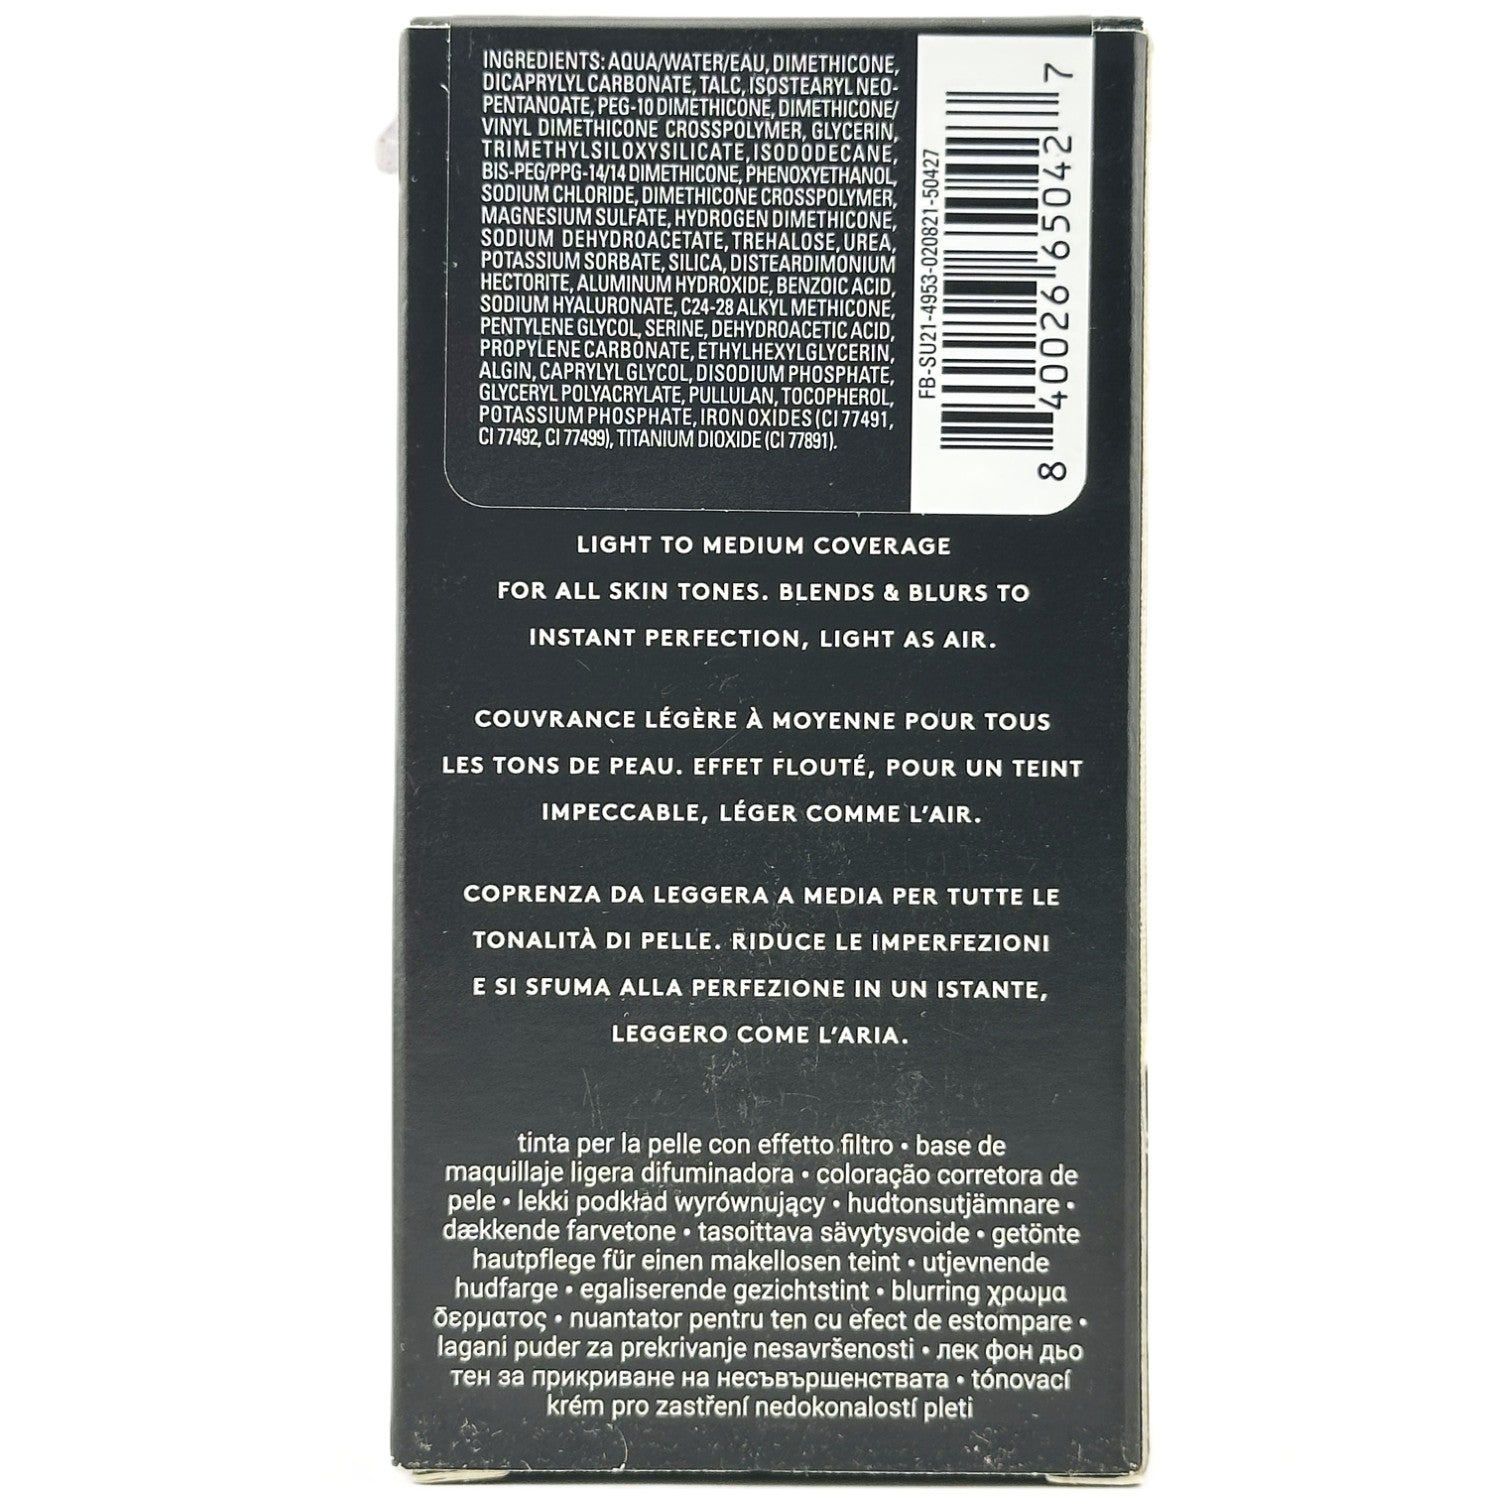 INGREDIENTS: AQUA/WATER/EAU, DIMETHICONE,
DICAPRYLYL CARBONATE, TALC, ISOSTEARYL NEO-
PENTANOATE, PEG-10 DIMETHICONE, DIMETHICONE/
VINYL DIMETHICONE CROSSPOLYMER, GLYCERIN,
TRIMETHYLSILOXYSILICATE, ISODODECANE,
BIS-PEG/PPG-14/14 DIMETHICONE, PHENOXYETHANOL,
SODIUM CHLORIDE, DIMETHICONE CROSSPOLYMER,
MAGNESIUM SULFATE, HYDROGEN DIMETHICONE,
SODIUM DEHYDROACETATE, TREHALOSE, UREA,
POTASSIUM SORBATE, SILICA, DISTEARDIMONIUM
HECTORITE, ALUMINUM HYDROXIDE, BENZOIC ACID,
SODIUM HYALURONATE, C24-28 ALKYL METHICONE,
PENTYLENE GLYCOL, SERINE, DEHYDROACETIC ACID,
PROPYLENE CARBONATE, ETHYLHEXYLGLYCERIN,
ALGIN, CAPRYLYL GLYCOL, DISODIUM PHOSPHATE,
GLYCERYL POLYACRYLATE, PULLULAN, TOCOPHEROL,
POTASSIUM PHOSPHATE, IRON OXIDES (CI 77491,
CI 77492, CI 77499), TITANIUM DIOXIDE (CI 77891).
FB-SU21-4953-020821-50427
8 40026 65042 7
LIGHT TO MEDIUM COVERAGE
FOR ALL SKIN TONES. BLENDS & BLURS TO
INSTANT PERFECTION, LIGHT AS AIR.
COUVRANCE LÉGÈRE À MOYENNE POUR TOUS
LES TONS DE PEAU. EFFET FLOUTÉ, POUR UN TEINT
IMPECCABLE, LÉGER COMME L'AIR.
COPRENZA DA LEGGERA A MEDIA PER TUTTE LE
TONALITÀ DI PELLE. RIDUCE LE IMPERFEZIONI
E SI SFUMA ALLA PERFEZIONE IN UN ISTANTE,
LEGGERO COME L'ARIA.
tinta per la pelle con effetto filtro • base de
maquillaje ligera difuminadora • coloração corretora de
pele • lekki podkład wyrównujący • hudtonsutjämnare •
dækkende farvetone • tasoittava sävytysvoide • getönte
hautpflege für einen makellosen teint • utjevnende
hudfarge • egaliserende gezichtstint • blurring χρωμα
δερματος • nuantator pentru ten cu efect de estompare •
lagani puder za prekrivanje nesavršenosti • лек фон дьо
тен за прикриване на несъвършенствата • tónovací
krém pro zastření nedokonalostí pleti